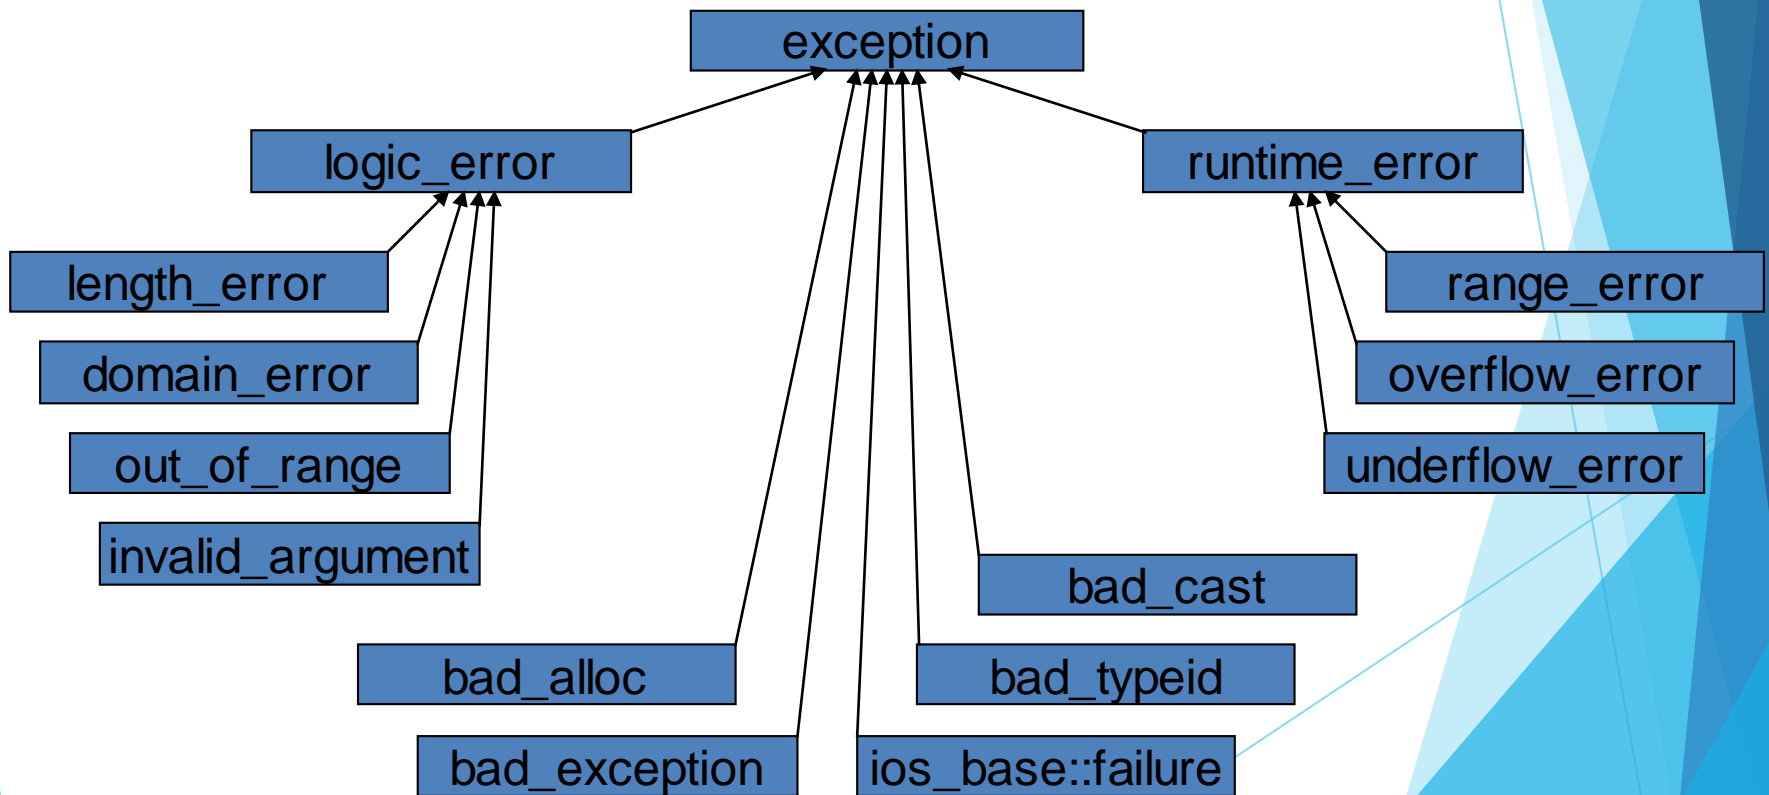 exception
logic_error
runtime_error
length_error
range_error
domain_error
overflow_error
out_of_range
underflow_error
invalid_argument
bad_cast
bad_alloc
bad_typeid
bad_exception
ios_base::failure